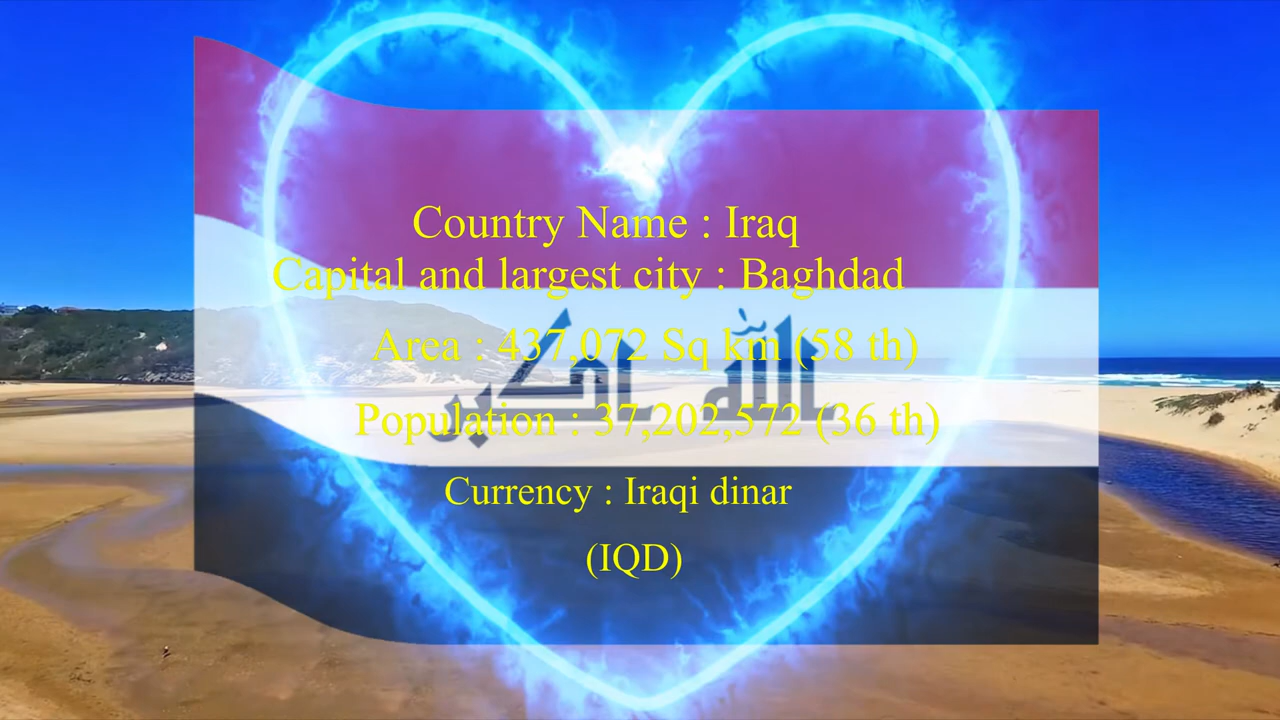 Country Name : Iraq
Capital and largest city : Baghdad
Area : 437,072 Sq km (58 th)
الله اكبر
Population : 37,202,572 (36 th)
Currency : Iraqi dinar
(IQD)